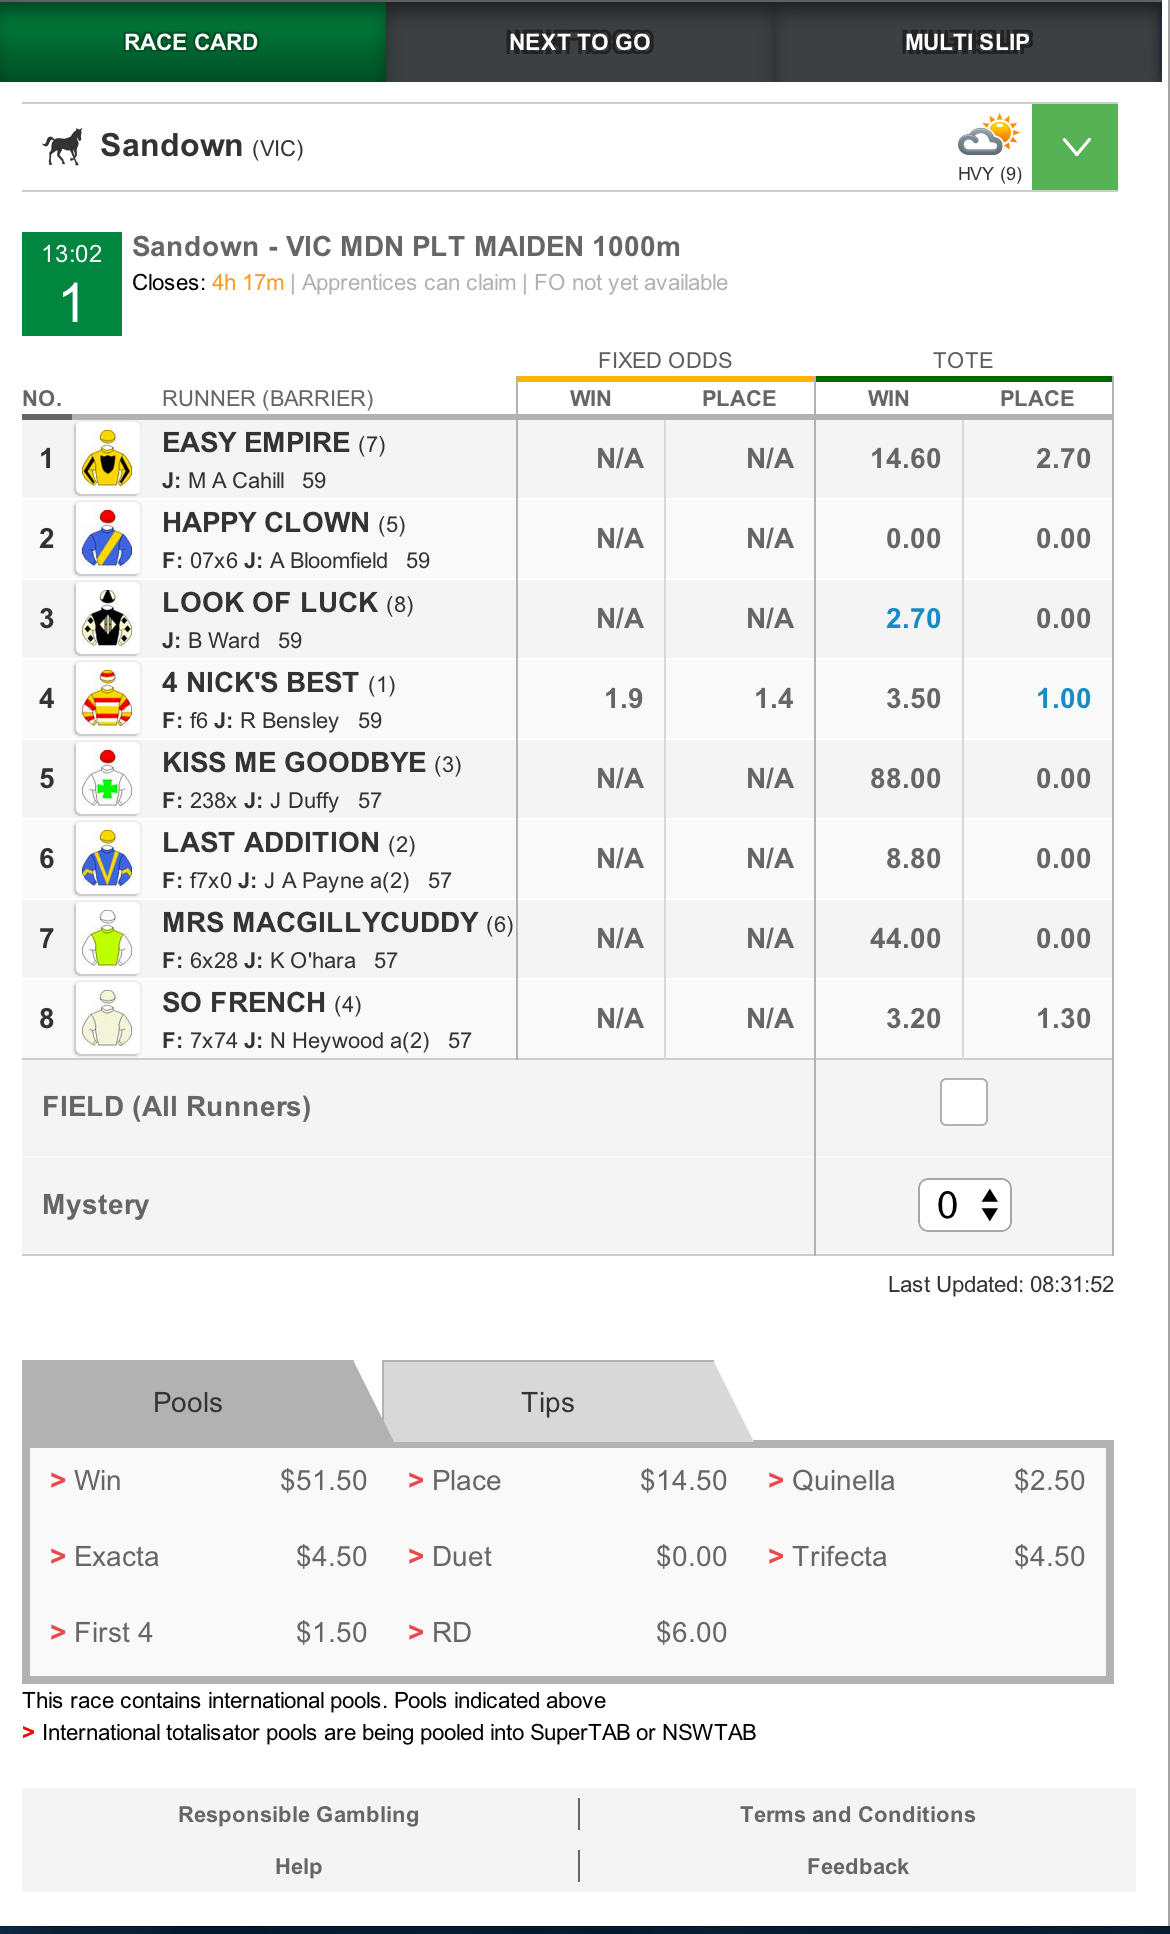 RACE CARD NEXT TO GO MULTI SLIP
Sandown (VIC)
HVY (9)
13:02 Sandown - VIC MDN PLT MAIDEN 1000m
1 Closes: 4h 17m | Apprentices can claim | FO not yet available
FIXED ODDS TOTE
NO. RUNNER (BARRIER) WIN PLACE WIN PLACE
1 EASY EMPIRE (7) N/A N/A 14.60 2.70
J: M A Cahill 59
2 HAPPY CLOWN (5) N/A N/A 0.00 0.00
F: 07x6 J: A Bloomfield 59
3 LOOK OF LUCK (8) N/A N/A 2.70 0.00
J: B Ward 59
4 4 NICK'S BEST (1) 1.9 1.4 3.50 1.00
F: f6 J: R Bensley 59
5 KISS ME GOODBYE (3) N/A N/A 88.00 0.00
F: 238x J: J Duffy 57
6 LAST ADDITION (2) N/A N/A 8.80 0.00
F: f7x0 J: J A Payne a(2) 57
7 MRS MACGILLYCUDDY (6) N/A N/A 44.00 0.00
F: 6x28 J: K O'hara 57
8 SO FRENCH (4) N/A N/A 3.20 1.30
F: 7x74 J: N Heywood a(2) 57
FIELD (All Runners)
Mystery 0
Last Updated: 08:31:52
Pools Tips
> Win $51.50 > Place $14.50 > Quinella $2.50
> Exacta $4.50 > Duet $0.00 > Trifecta $4.50
> First 4 $1.50 > RD $6.00
This race contains international pools. Pools indicated above
> International totalisator pools are being pooled into SuperTAB or NSWTAB
Responsible Gambling | Terms and Conditions
Help | Feedback